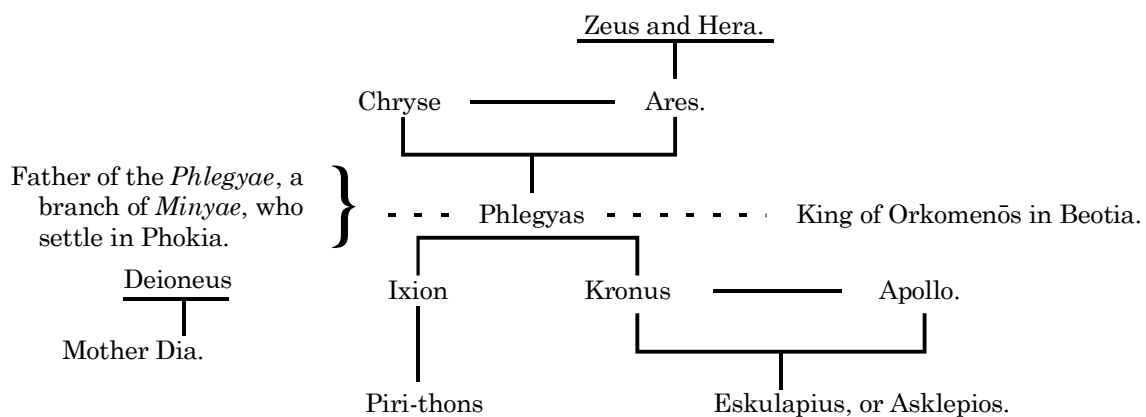 Zeus and Hera.
Chryse Ares.
Father of the Phlegyae, a
branch of Minyae, who
settle in Phokia.
Phlegyas
King of Orkomenōs in Beotia.
Deioneus
Ixion Kronus Apollo.
Mother Dia.
Piri-thons Eskulapius, or Asklepios.